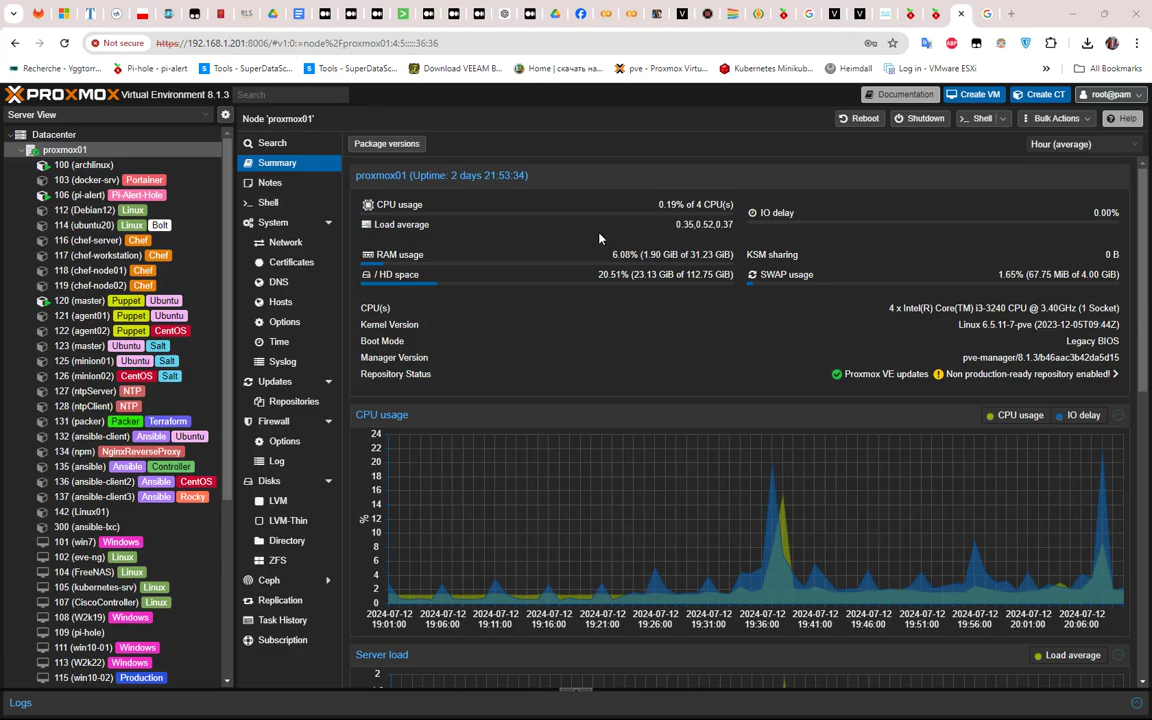 Not secure
https://192.168.1.201:8006/#v1:0:=node%2Fproxmox01:4:5:::::36:36
Recherche - Yggtorr...
Pi-hole - pi-alert
Tools - SuperDataSc...
Tools - SuperDataSc...
Download VEEAM B...
Home | скачать на...
pve - Proxmox Virtu...
Kubernetes Minikub...
Heimdall
Log in - VMware ESXi
»
All Bookmarks
PROXMOX Virtual Environment 8.1.3
Search
Documentation
Create VM
Create CT
root@pam
Server View
Node 'proxmox01'
Reboot
Shutdown
Shell
Bulk Actions
Help
Datacenter
proxmox01
100 (archlinux)
103 (docker-srv) Portainer
106 (pi-alert) Pi-Alert-Hole
112 (Debian12) Linux
114 (ubuntu20) Linux Bolt
116 (chef-server) Chef
117 (chef-workstation) Chef
118 (chef-node01) Chef
119 (chef-node02) Chef
120 (master) Puppet Ubuntu
121 (agent01) Puppet Ubuntu
122 (agent02) Puppet CentOS
123 (master) Ubuntu Salt
125 (minion01) Ubuntu Salt
126 (minion02) CentOS Salt
127 (ntpServer) NTP
128 (ntpClient) NTP
131 (packer) Packer Terraform
132 (ansible-client) Ansible Ubuntu
134 (npm) NginxReverseProxy
135 (ansible) Ansible Controller
136 (ansible-client2) Ansible CentOS
137 (ansible-client3) Ansible Rocky
142 (Linux01)
300 (ansible-lxc)
101 (win7) Windows
102 (eve-ng) Linux
104 (FreeNAS) Linux
105 (kubernetes-srv) Linux
107 (CiscoController) Linux
108 (W2k19) Windows
109 (pi-hole)
111 (win10-01) Windows
113 (W2k22) Windows
115 (win10-02) Production
Search
Summary
Notes
Shell
System
Network
Certificates
DNS
Hosts
Options
Time
Syslog
Updates
Repositories
Firewall
Options
Log
Disks
LVM
LVM-Thin
Directory
ZFS
Ceph
Replication
Task History
Subscription
Package versions
Hour (average)
proxmox01 (Uptime: 2 days 21:53:34)
CPU usage 0.19% of 4 CPU(s)
IO delay 0.00%
Load average 0.35,0.52,0.37
RAM usage 6.08% (1.90 GiB of 31.23 GiB)
KSM sharing 0 B
/ HD space 20.51% (23.13 GiB of 112.75 GiB)
SWAP usage 1.65% (67.75 MiB of 4.00 GiB)
CPU(s) 4 x Intel(R) Core(TM) i3-3240 CPU @ 3.40GHz (1 Socket)
Kernel Version Linux 6.5.11-7-pve (2023-12-05T09:44Z)
Boot Mode Legacy BIOS
Manager Version pve-manager/8.1.3/b46aac3b42da5d15
Repository Status Proxmox VE updates Non production-ready repository enabled!
CPU usage
CPU usage IO delay
24
22
20
18
16
14
12
10
8
6
4
2
0
%
2024-07-12 2024-07-12 2024-07-12 2024-07-12 2024-07-12 2024-07-12 2024-07-12 2024-07-12 2024-07-12 2024-07-12 2024-07-12 2024-07-12 2024-07-12 2024-07-12
19:01:00 19:06:00 19:11:00 19:16:00 19:21:00 19:26:00 19:31:00 19:36:00 19:41:00 19:46:00 19:51:00 19:56:00 20:01:00 20:06:00
Server load
Load average
2
Logs